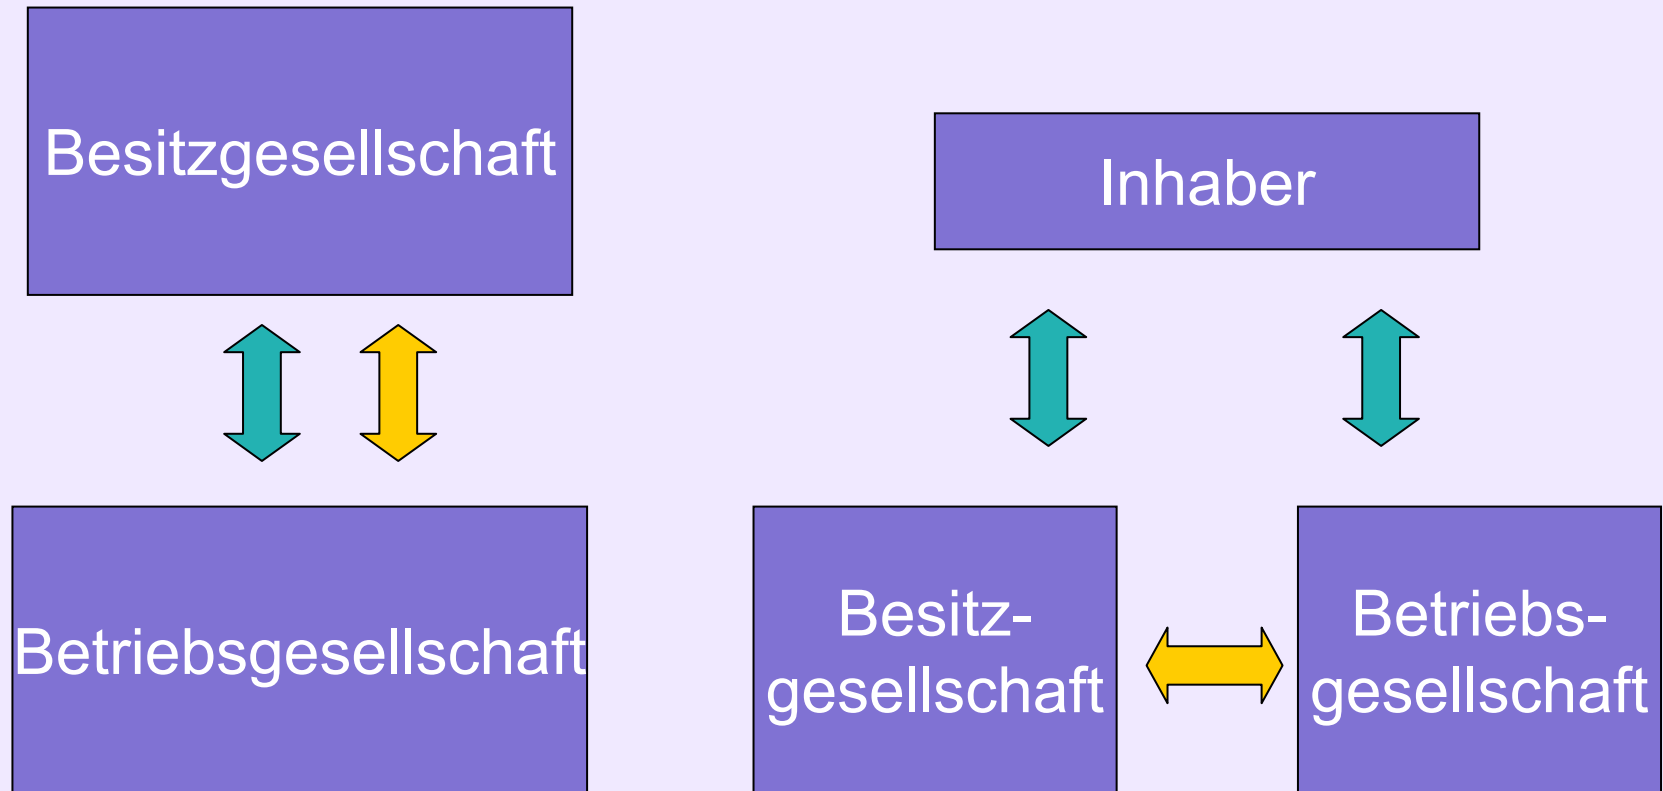 Besitzgesellschaft
Betriebsgesellschaft
Inhaber
Besitz-
gesellschaft
Betriebs-
gesellschaft